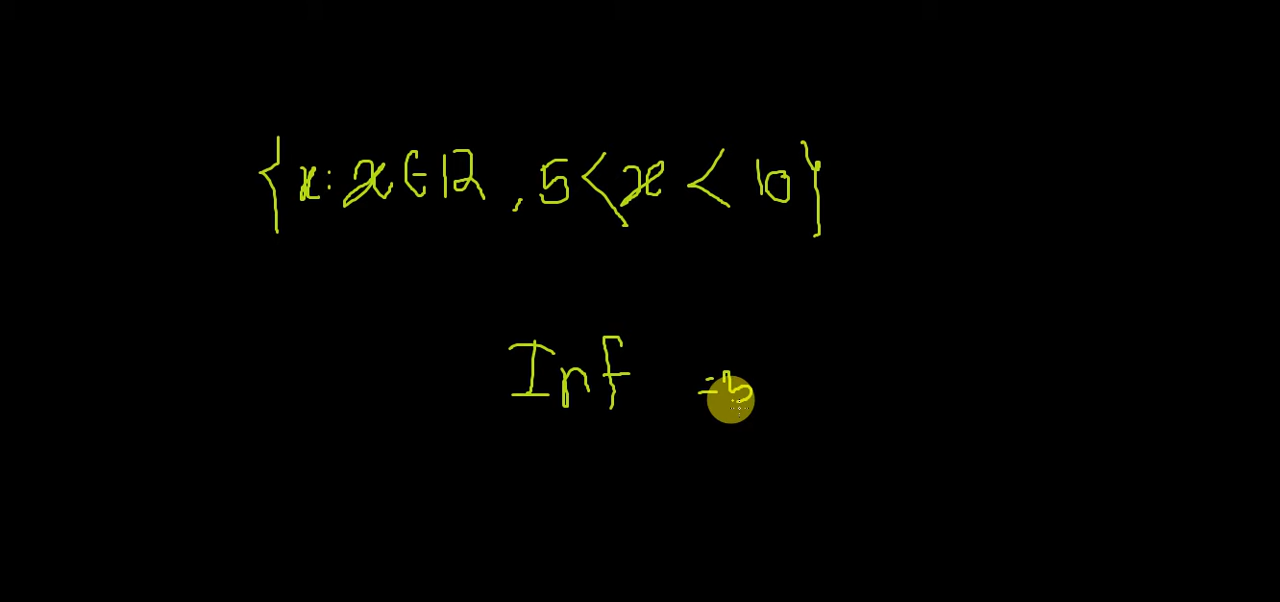 {x: x ∈ ℝ, 5 < x < 10}
Inf =